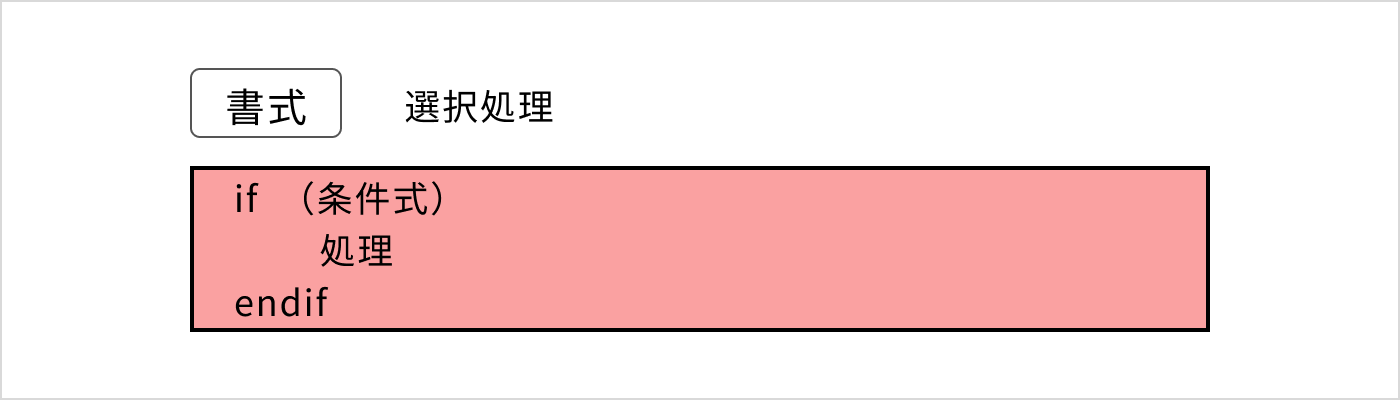 書式 選択処理
if （条件式）
処理
endif